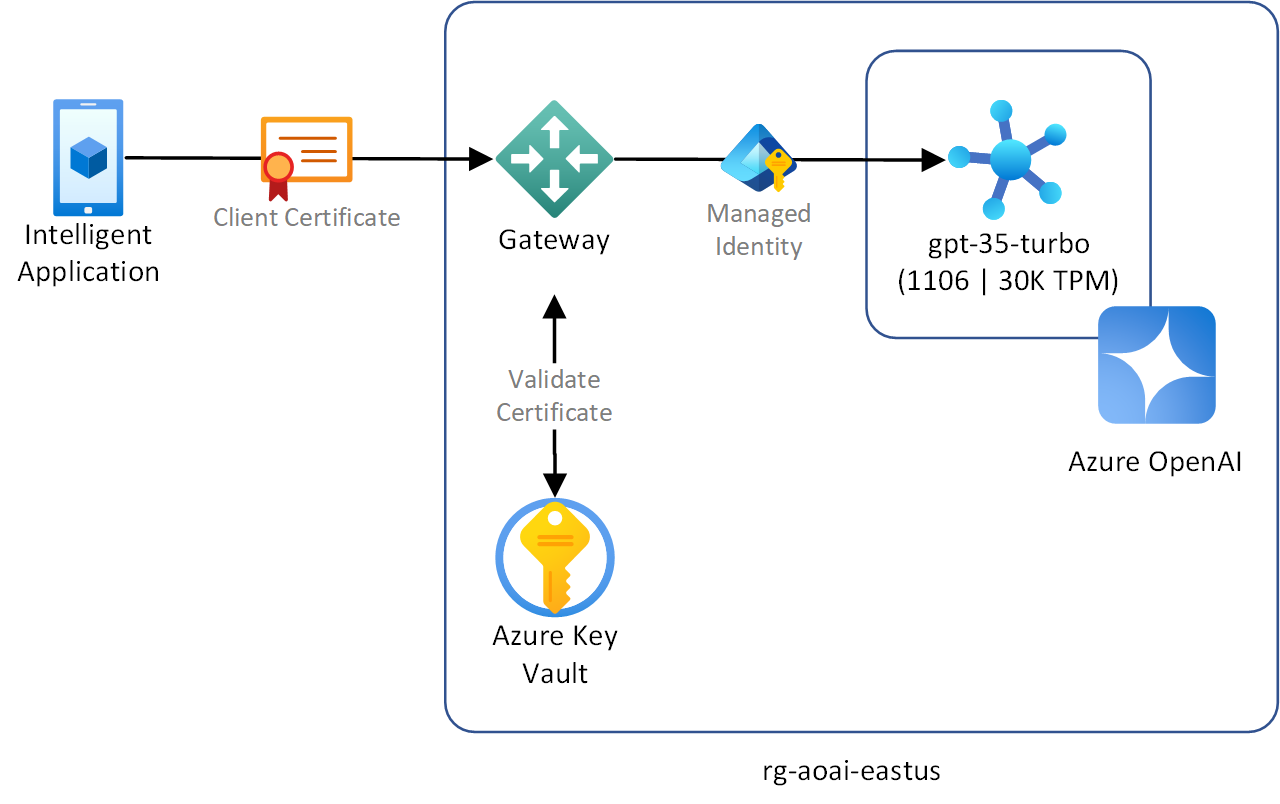 Intelligent
Application
Client Certificate
Gateway
Managed
Identity
gpt-35-turbo
(1106 | 30K TPM)
Validate
Certificate
Azure OpenAI
Azure Key
Vault
rg-aoai-eastus